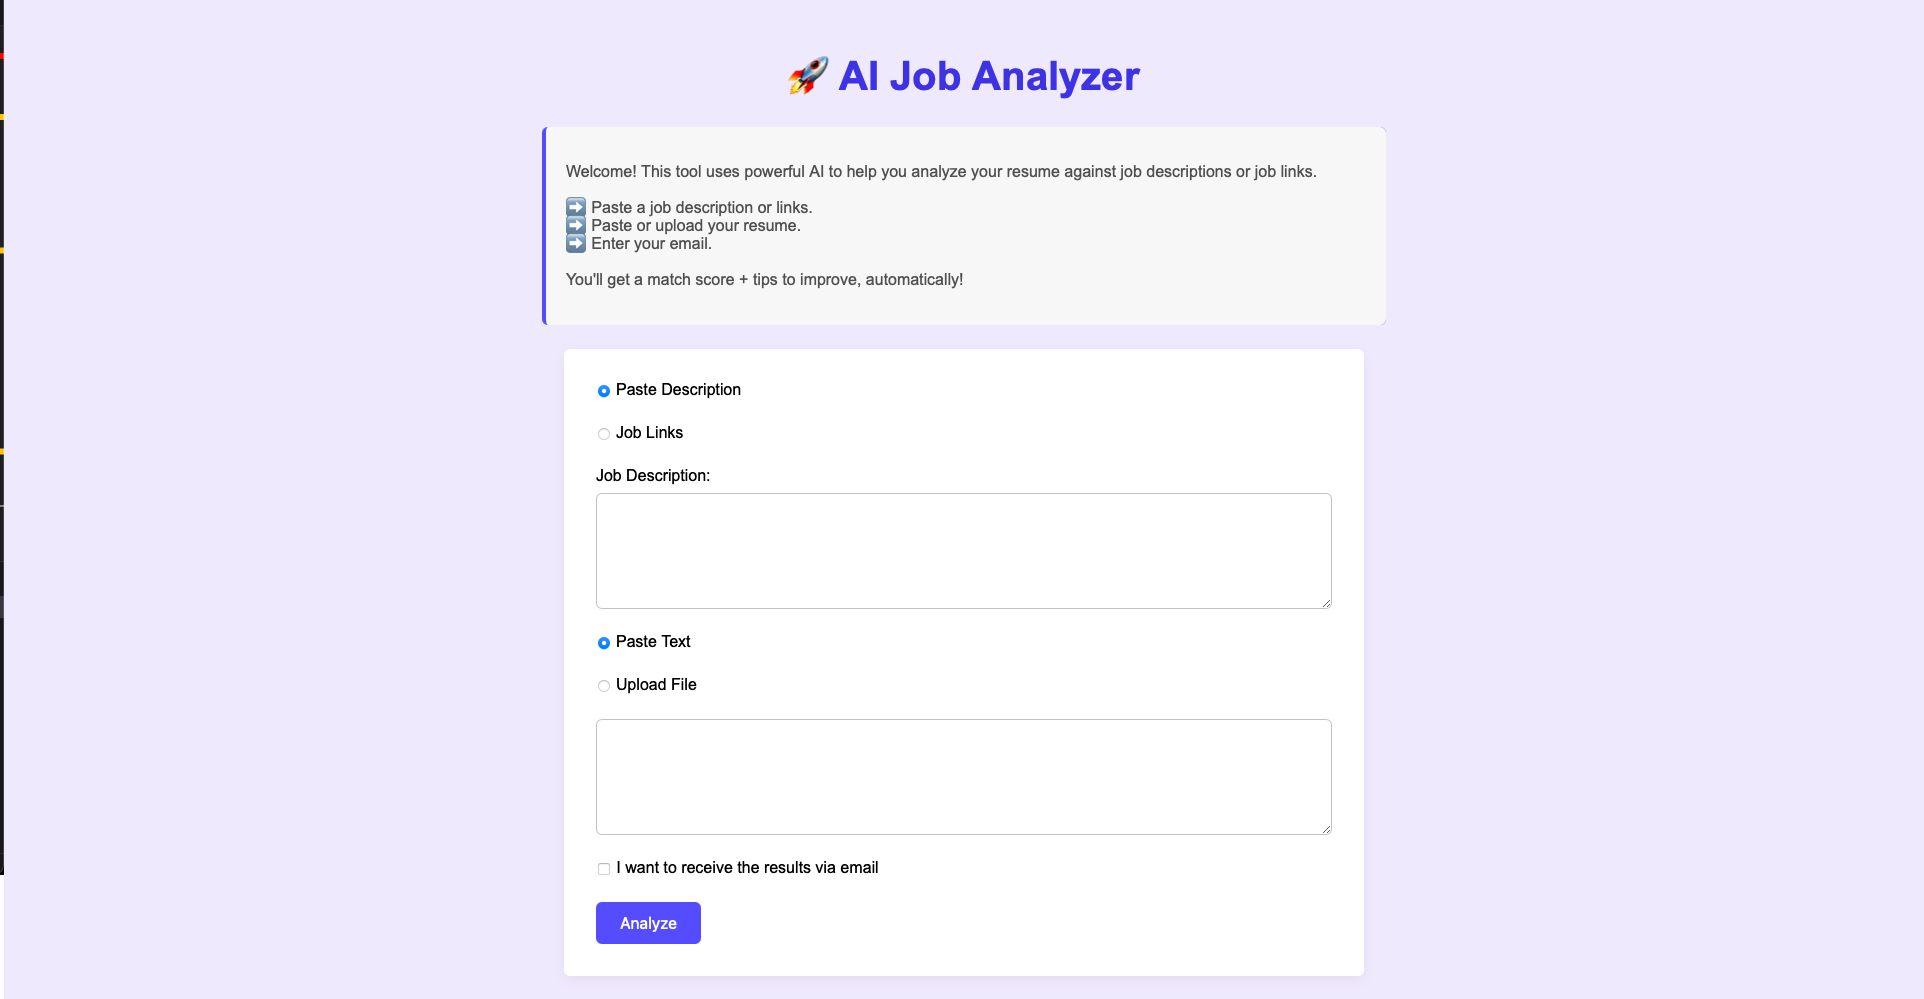 🚀 AI Job Analyzer
Welcome! This tool uses powerful AI to help you analyze your resume against job descriptions or job links.
➡️ Paste a job description or links.
➡️ Paste or upload your resume.
➡️ Enter your email.
You'll get a match score + tips to improve, automatically!
Paste Description
Job Links
Job Description:
Paste Text
Upload File
I want to receive the results via email
Analyze